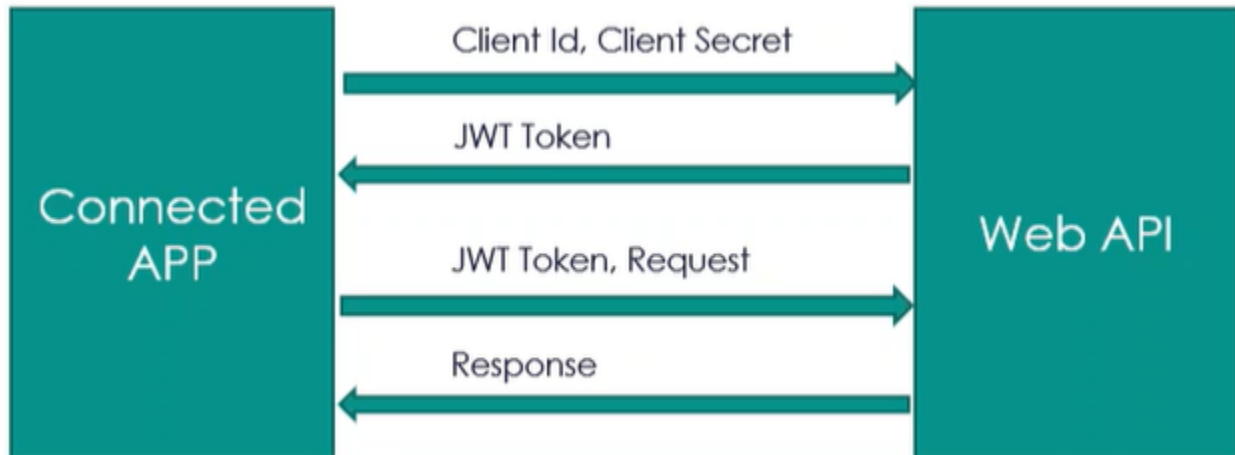 Client Id, Client Secret
JWT Token
Connected
APP
Web API
JWT Token, Request
Response